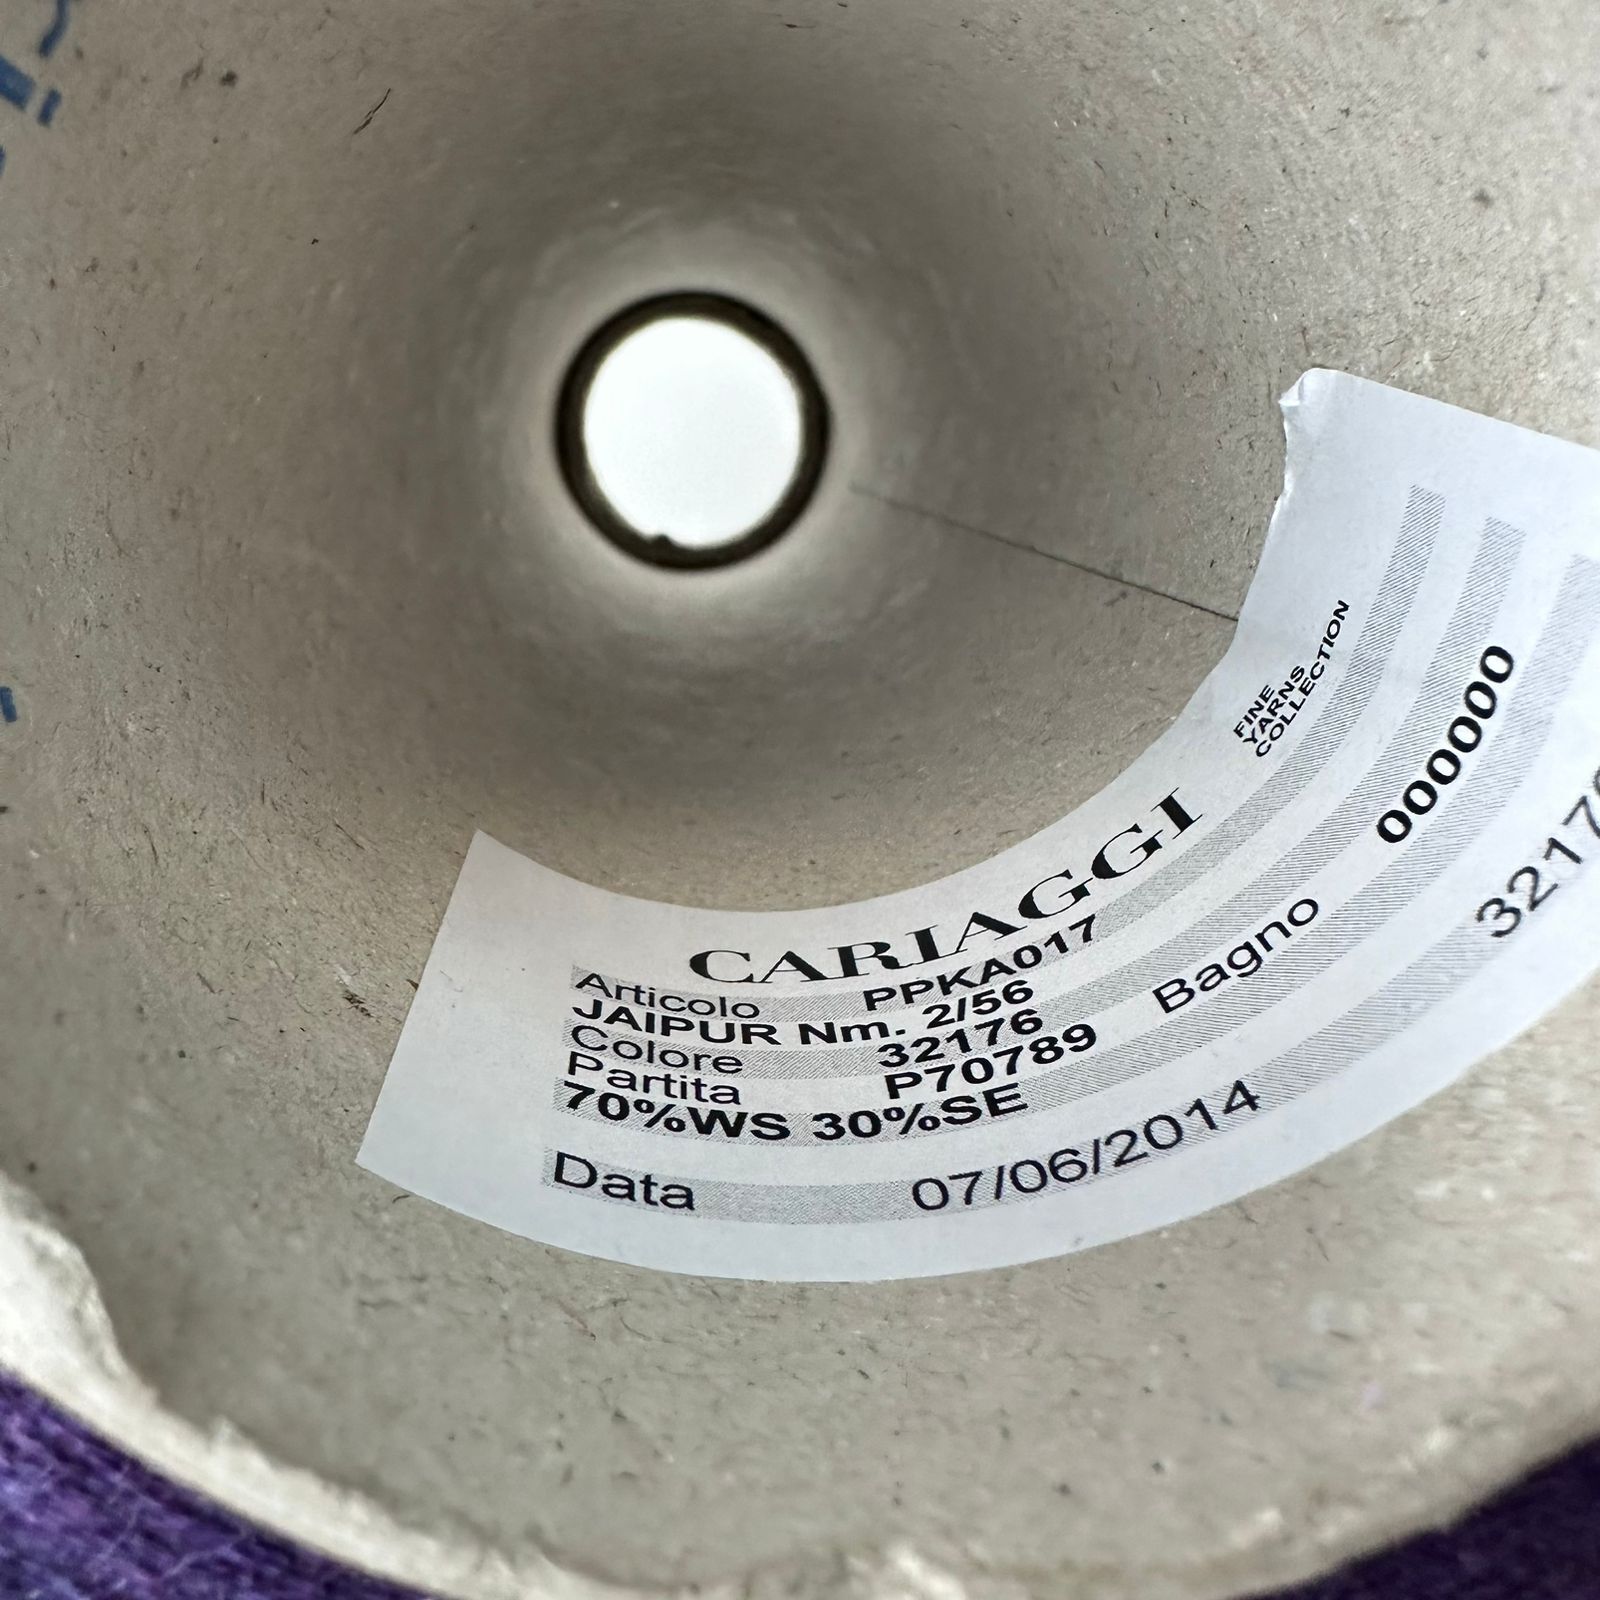 CARIAGGI
FINE
YARNS
COLLECTION
Articolo PPKA017
JAIPUR Nm. 2/56
Colore 32176
Partita P70789 Bagno 0000000
70%WS 30%SE
Data 07/06/2014